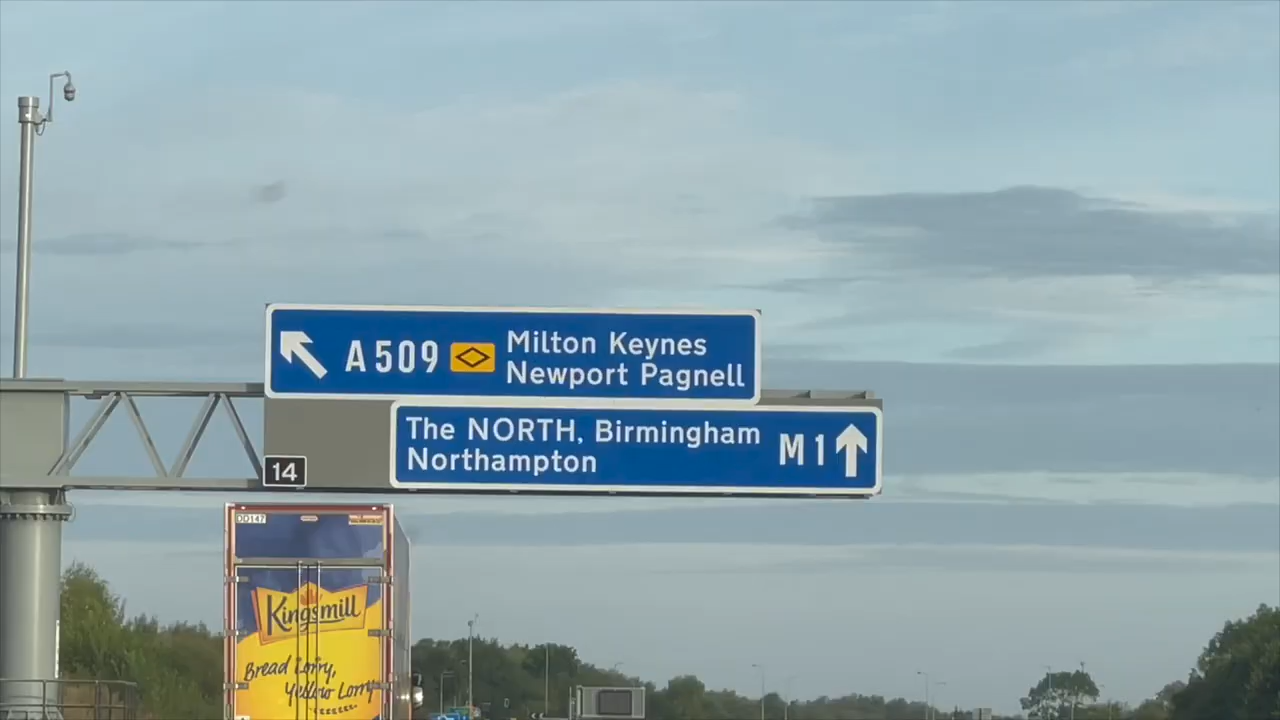 A509
Milton Keynes
Newport Pagnell
The NORTH, Birmingham
Northampton
M1
14
DD147
Kingsmill
Bread Lorry,
Yellow Lorry